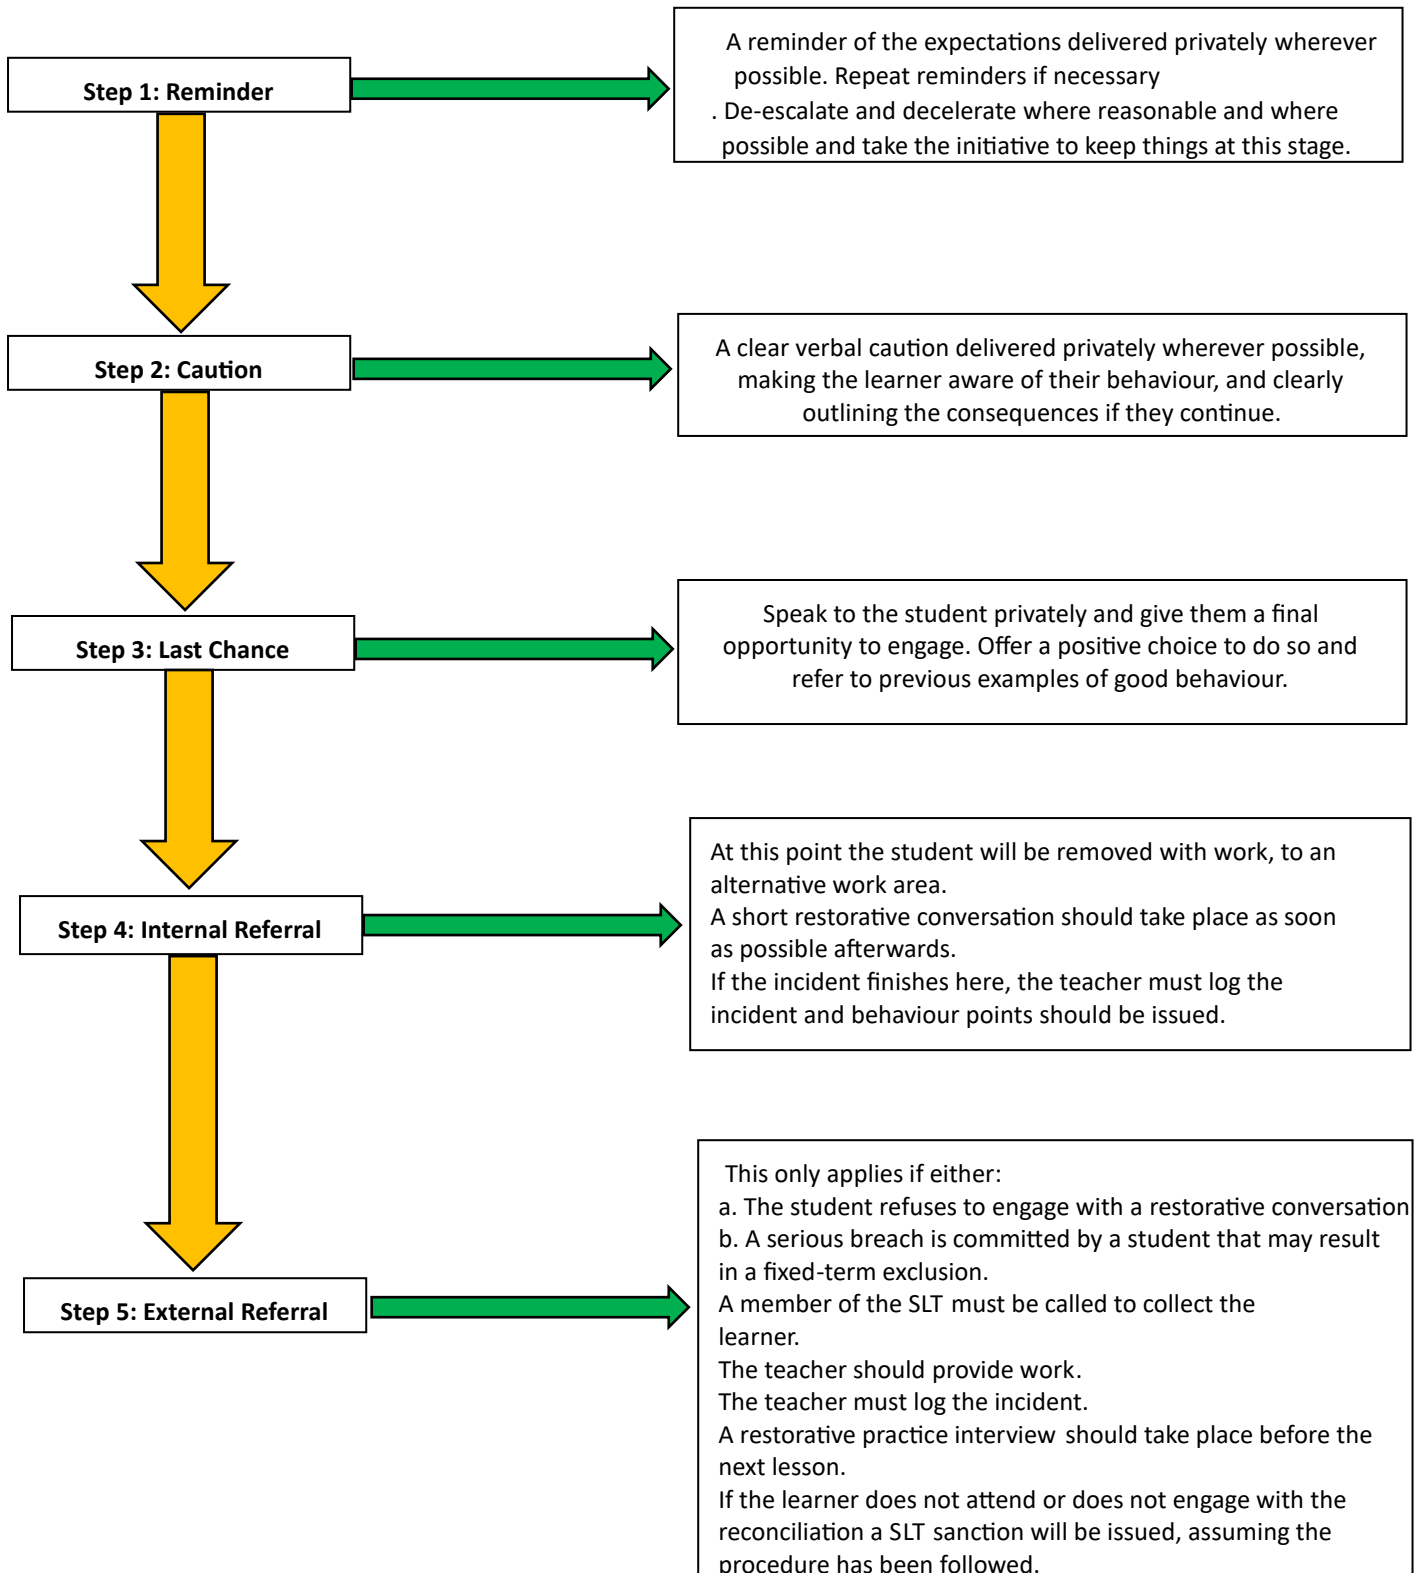 Step 1: Reminder
A reminder of the expectations delivered privately wherever
possible. Repeat reminders if necessary
. De-escalate and decelerate where reasonable and where
possible and take the initiative to keep things at this stage.
Step 2: Caution
A clear verbal caution delivered privately wherever possible,
making the learner aware of their behaviour, and clearly
outlining the consequences if they continue.
Step 3: Last Chance
Speak to the student privately and give them a final
opportunity to engage. Offer a positive choice to do so and
refer to previous examples of good behaviour.
Step 4: Internal Referral
At this point the student will be removed with work, to an
alternative work area.
A short restorative conversation should take place as soon
as possible afterwards.
If the incident finishes here, the teacher must log the
incident and behaviour points should be issued.
Step 5: External Referral
This only applies if either:
a. The student refuses to engage with a restorative conversation
b. A serious breach is committed by a student that may result
in a fixed-term exclusion.
A member of the SLT must be called to collect the
learner.
The teacher should provide work.
The teacher must log the incident.
A restorative practice interview should take place before the
next lesson.
If the learner does not attend or does not engage with the
reconciliation a SLT sanction will be issued, assuming the
procedure has been followed.